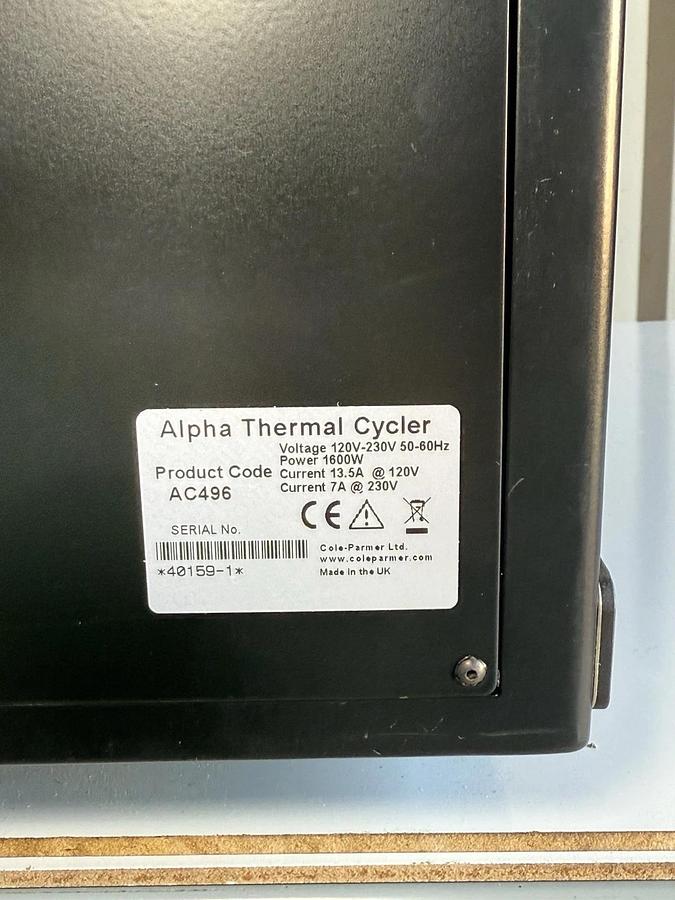 Alpha Thermal Cycler
Voltage 120V-230V 50-60Hz
Power 1600W
Product Code
Current 13.5A @ 120V
AC496
Current 7A @ 230V
CE
SERIAL No.
*40159-1*
Cole-Parmer Ltd.
www.coleparmer.com
Made in the UK